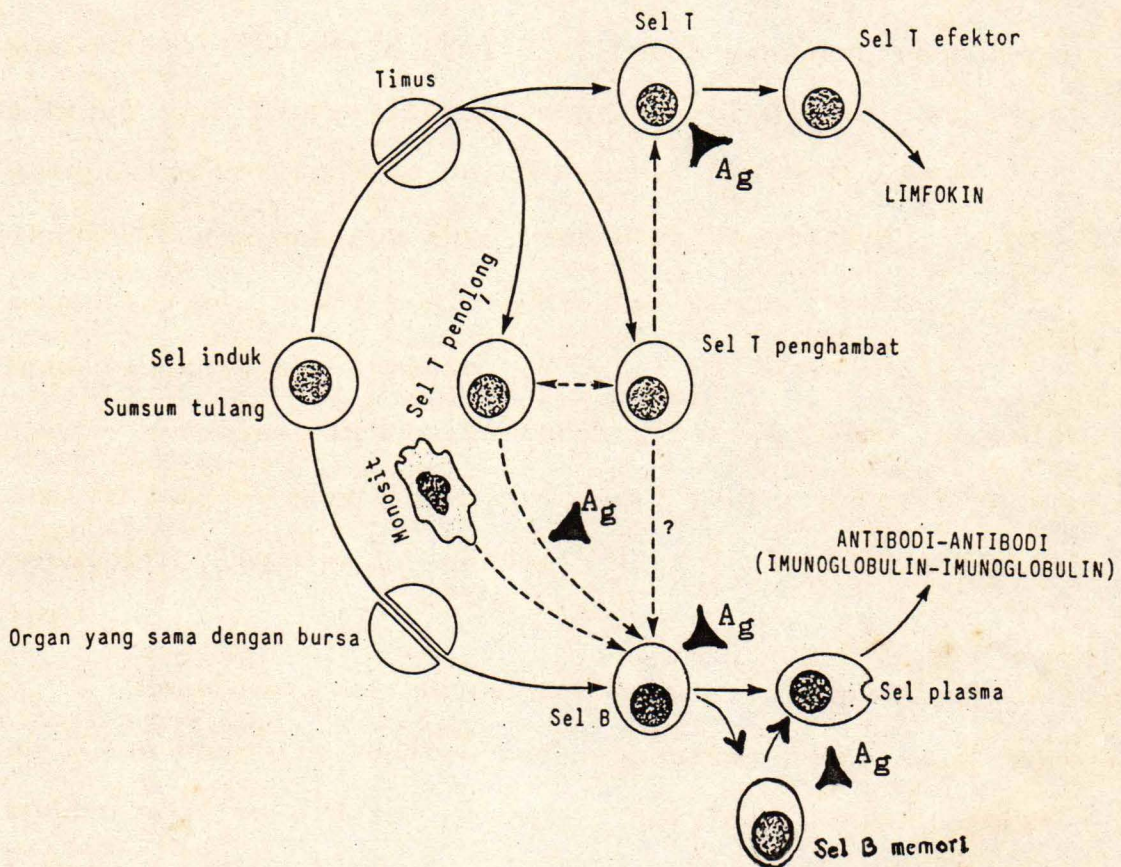 Sel T
Sel T efektor
Timus
Ag
LIMFOKIN
Sel T penolong
Sel induk
Sumsum tulang
Sel T penghambat
Monosit
Ag
?
ANTIBODI-ANTIBODI
(IMUNOGLOBULIN-IMUNOGLOBULIN)
Ag
Organ yang sama dengan bursa
Sel B
Sel plasma
Ag
Sel B memori